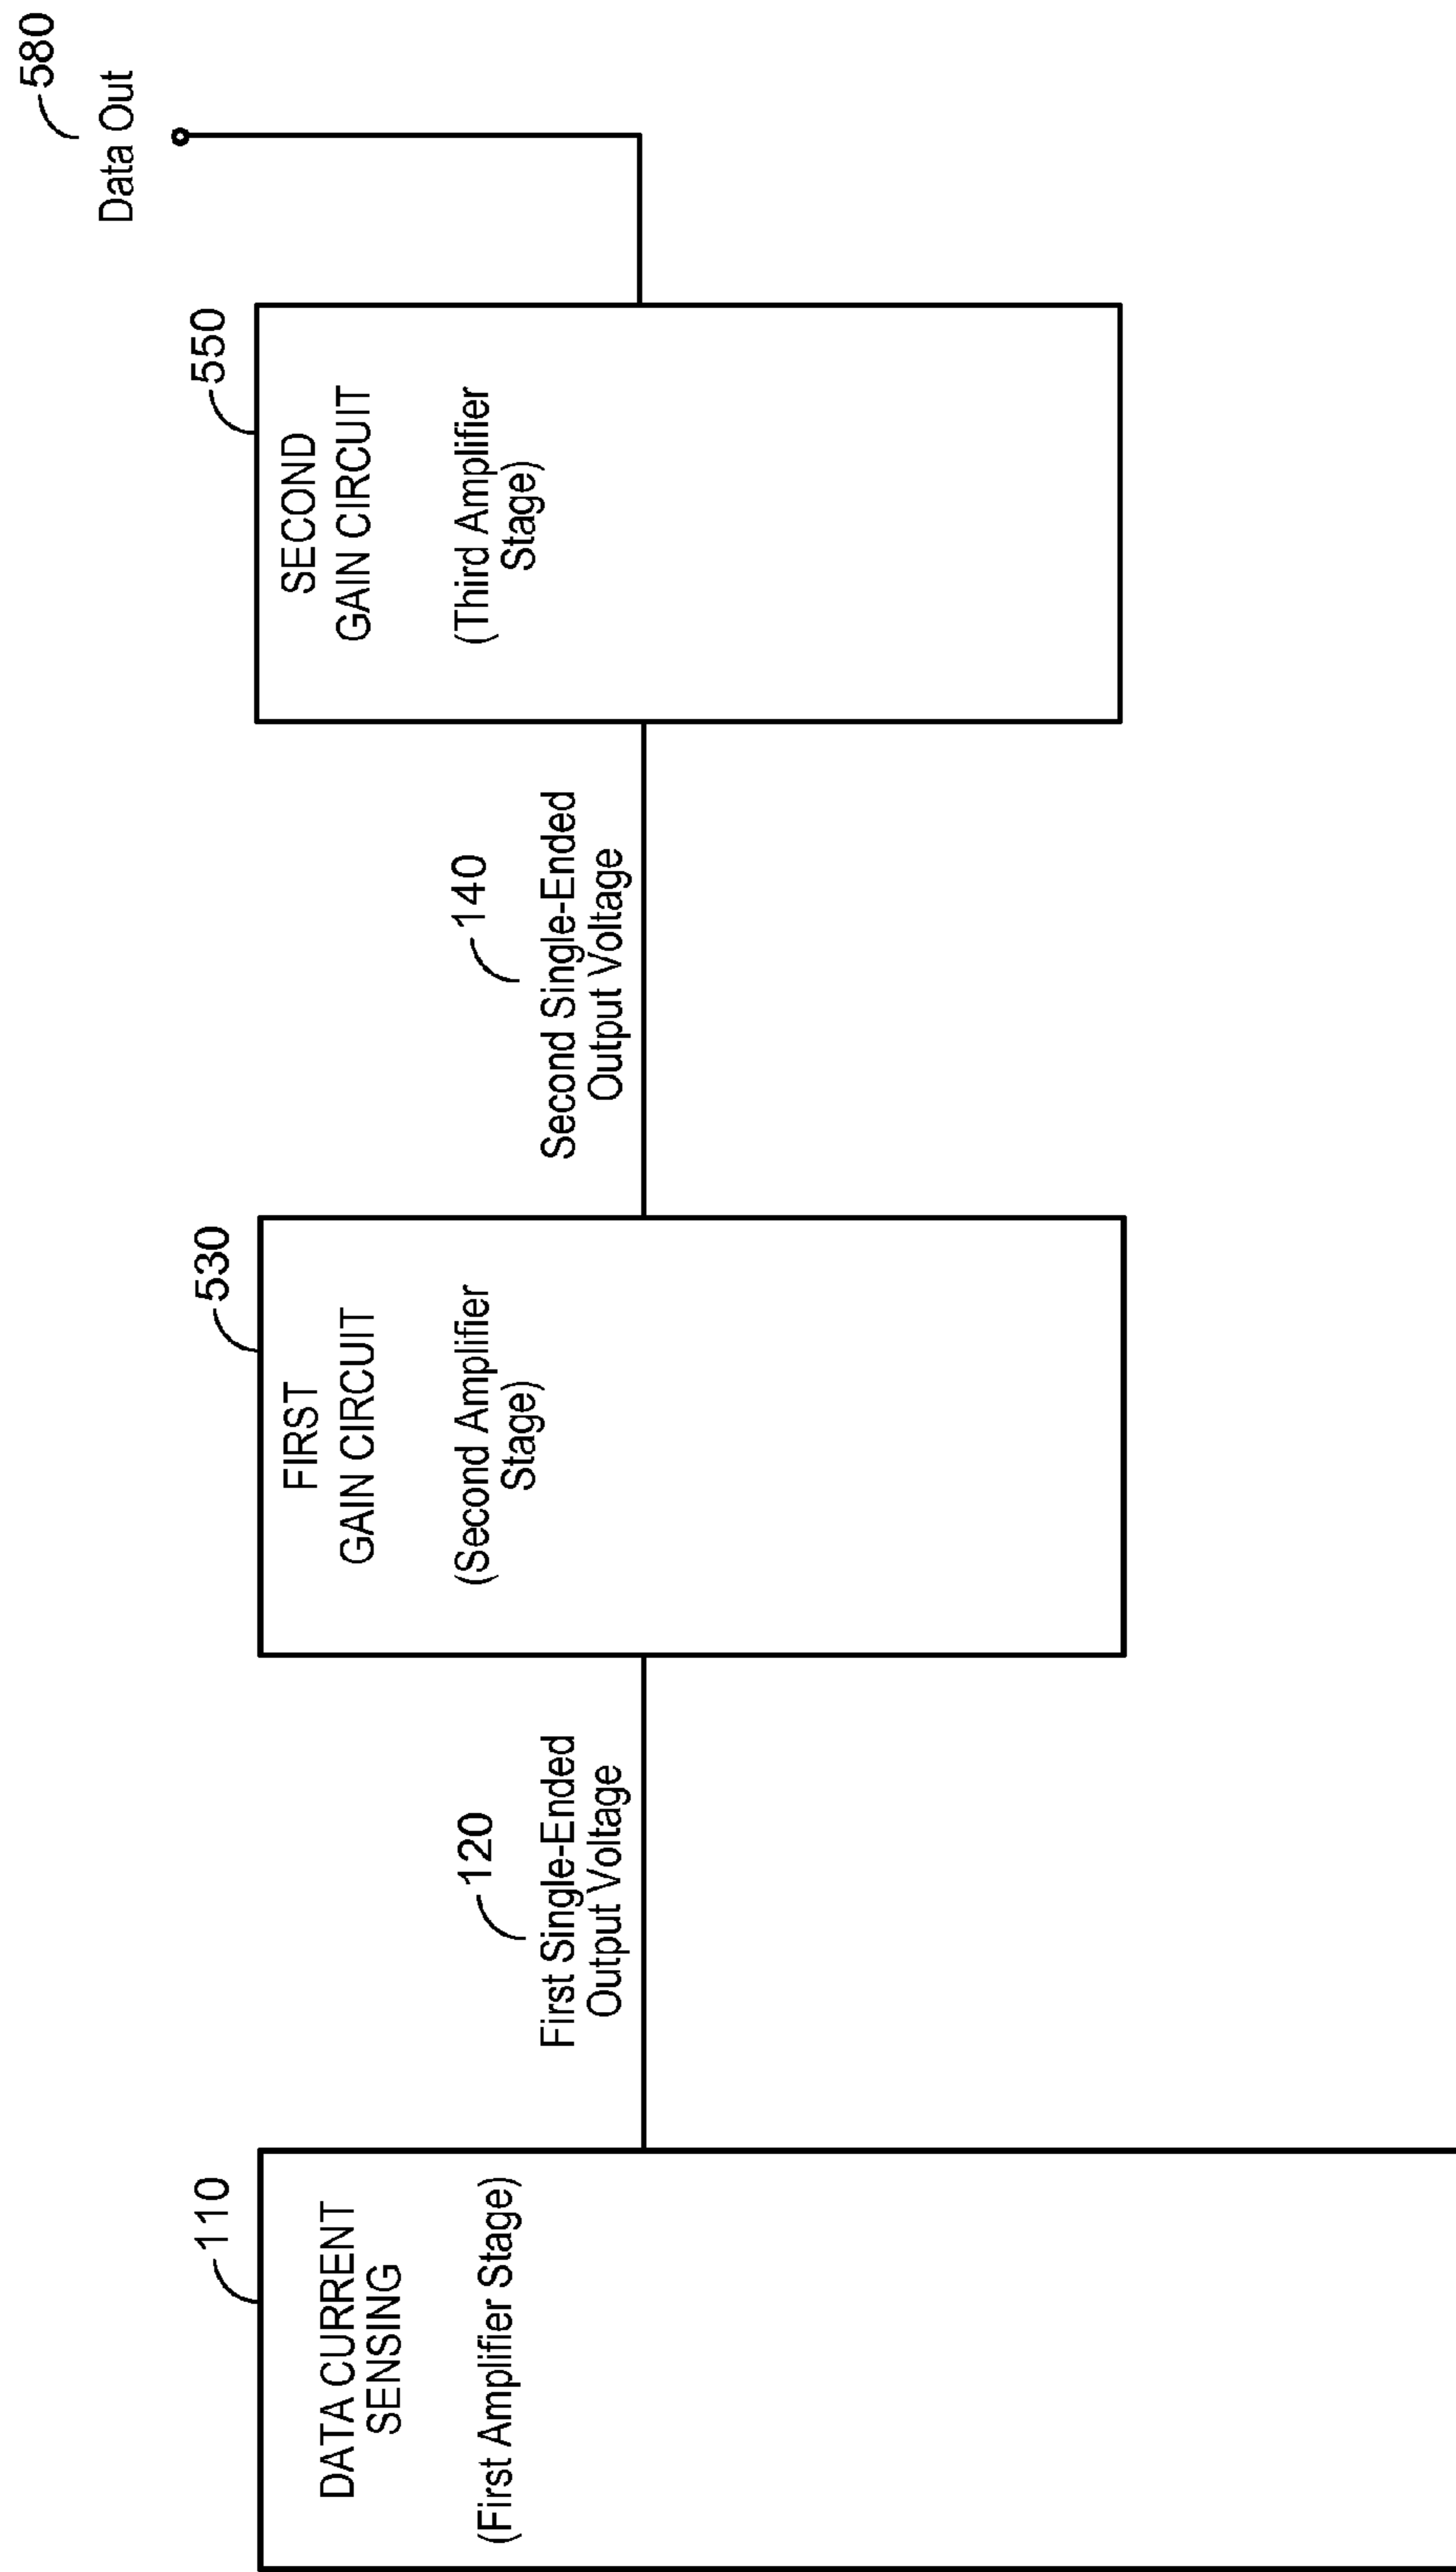 110
DATA CURRENT
SENSING
(First Amplifier Stage)
120
First Single-Ended
Output Voltage
530
FIRST
GAIN CIRCUIT
(Second Amplifier
Stage)
140
Second Single-Ended
Output Voltage
550
SECOND
GAIN CIRCUIT
(Third Amplifier
Stage)
580
Data Out